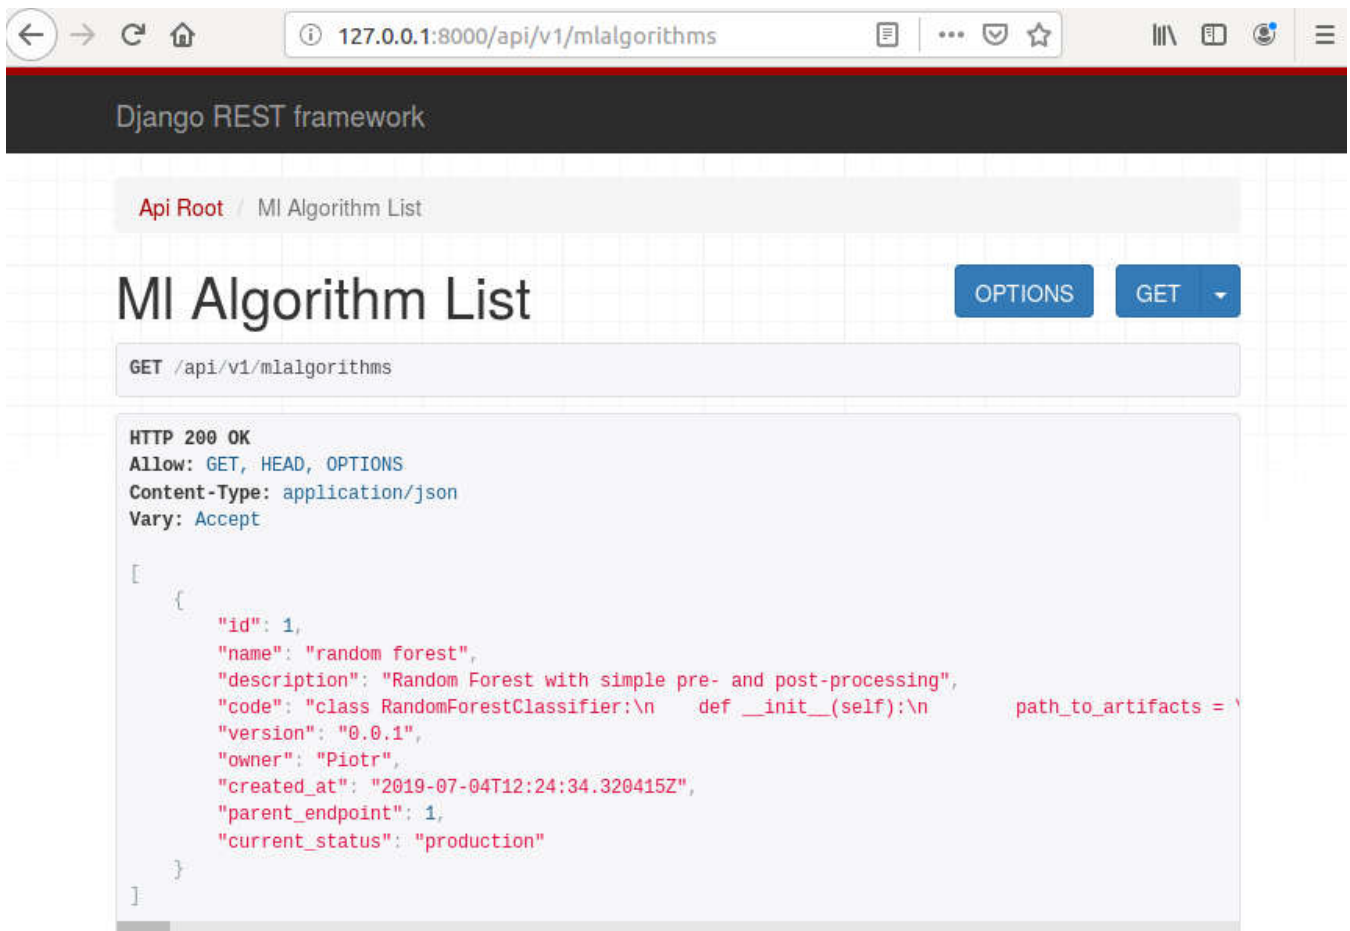 127.0.0.1:8000/api/v1/mlalgorithms
Django REST framework
Api Root / Ml Algorithm List
Ml Algorithm List
OPTIONS GET
GET /api/v1/mlalgorithms
HTTP 200 OK
Allow: GET, HEAD, OPTIONS
Content-Type: application/json
Vary: Accept
[
    {
        "id": 1,
        "name": "random forest",
        "description": "Random Forest with simple pre- and post-processing",
        "code": "class RandomForestClassifier:\n    def __init__(self):\n        path_to_artifacts = \
        "version": "0.0.1",
        "owner": "Piotr",
        "created_at": "2019-07-04T12:24:34.320415Z",
        "parent_endpoint": 1,
        "current_status": "production"
    }
]